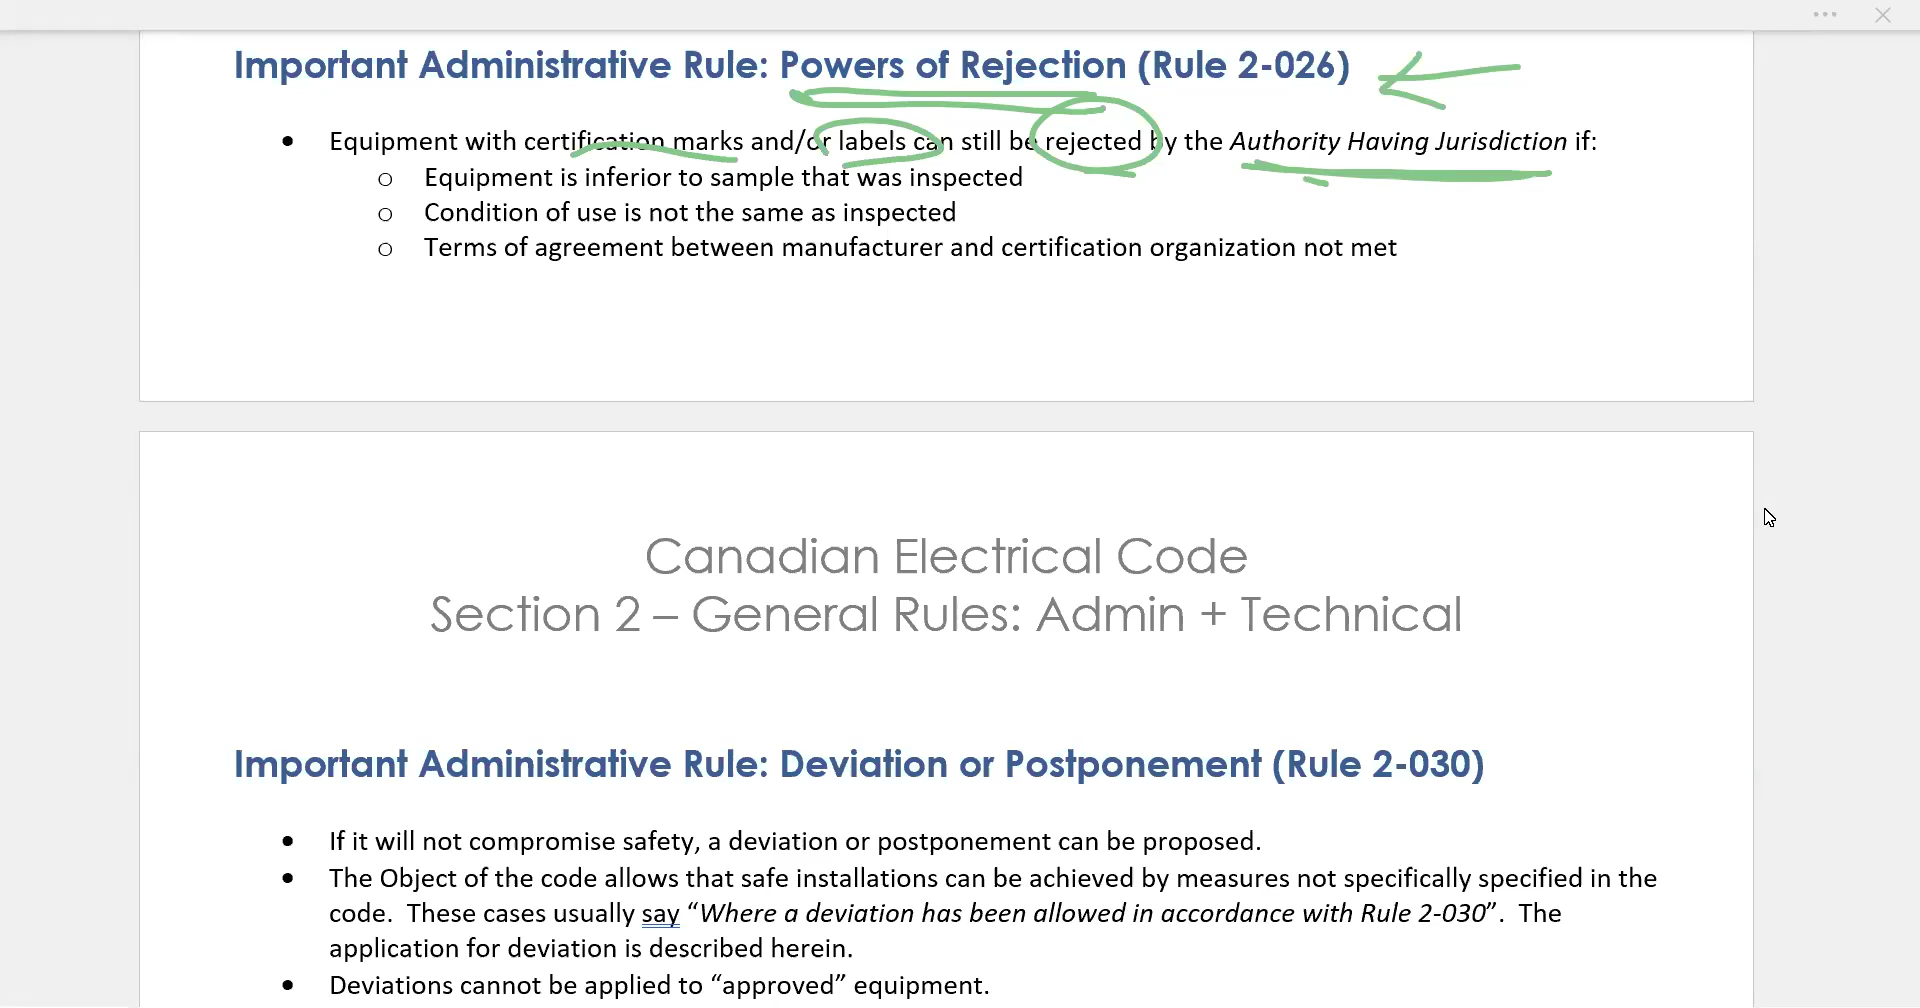 Important Administrative Rule: Powers of Rejection (Rule 2-026)
• Equipment with certification marks and/or labels can still be rejected by the Authority Having Jurisdiction if:
o Equipment is inferior to sample that was inspected
o Condition of use is not the same as inspected
o Terms of agreement between manufacturer and certification organization not met
Canadian Electrical Code
Section 2 – General Rules: Admin + Technical
Important Administrative Rule: Deviation or Postponement (Rule 2-030)
• If it will not compromise safety, a deviation or postponement can be proposed.
• The Object of the code allows that safe installations can be achieved by measures not specifically specified in the
code.  These cases usually say “Where a deviation has been allowed in accordance with Rule 2-030”.  The
application for deviation is described herein.
• Deviations cannot be applied to “approved” equipment.